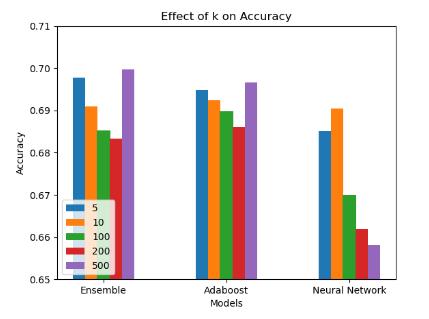 Effect of k on Accuracy
0.71
0.70
0.69
0.68
0.67
0.66
0.65
Accuracy
5
10
100
200
500
Ensemble
Adaboost
Neural Network
Models